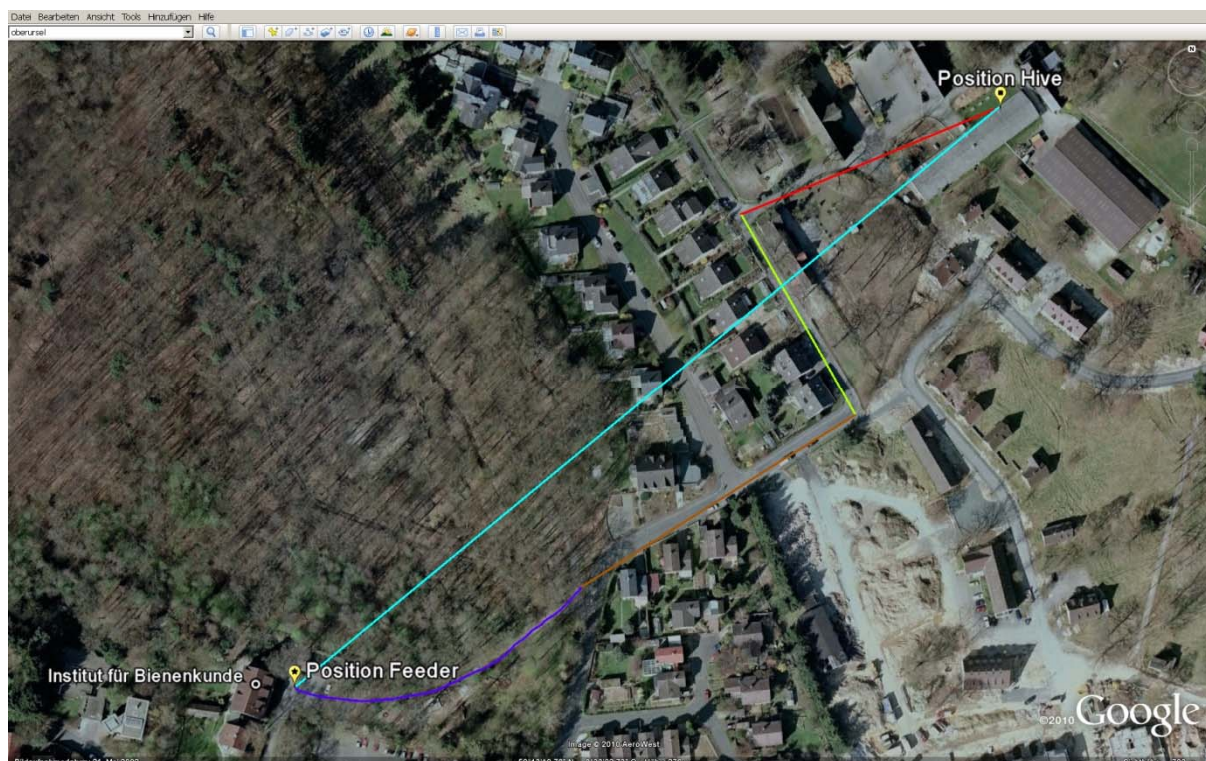 Datei Bearbeiten Ansicht Tools Hinzufügen Hilfe
oberursel
N
Position Hive
Position Feeder
Institut für Bienenkunde
©2010 Google
Image © 2010 AeroWest